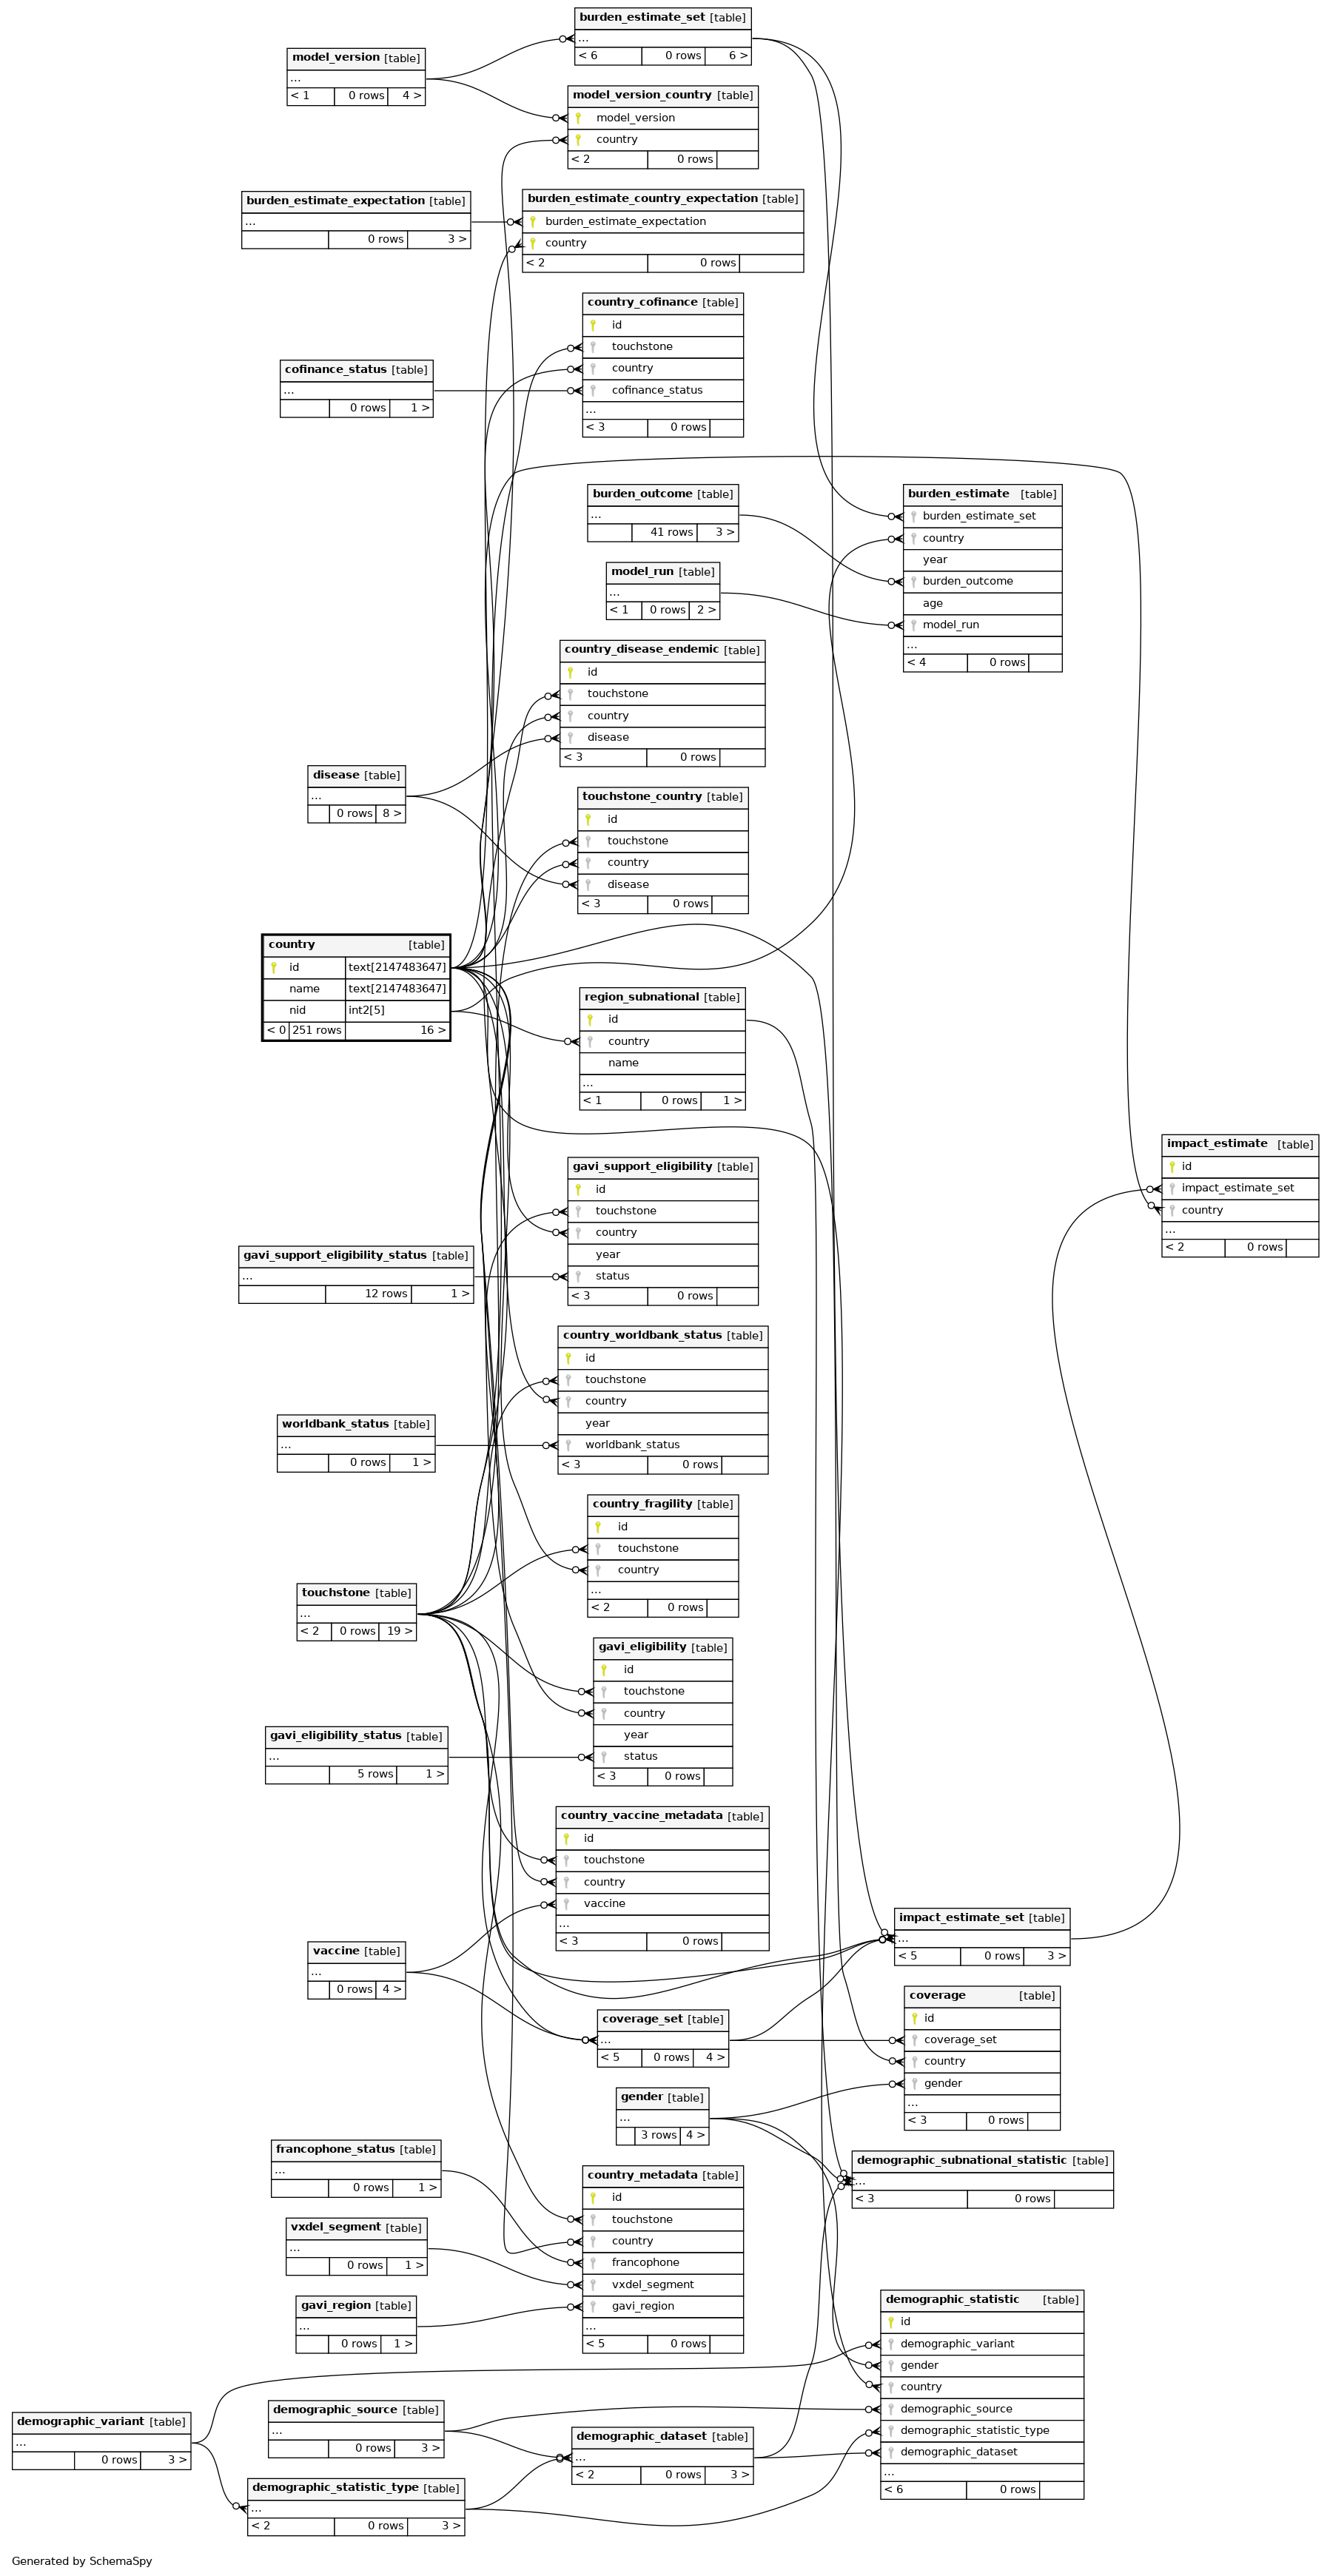 burden_estimate_set [table]
...
< 6 0 rows 6 >
model_version [table]
...
< 1 0 rows 4 >
model_version_country [table]
model_version
country
< 2 0 rows
burden_estimate_expectation [table]
...
0 rows 3 >
burden_estimate_country_expectation [table]
burden_estimate_expectation
country
< 2 0 rows
country_cofinance [table]
id
touchstone
country
cofinance_status
...
< 3 0 rows
cofinance_status [table]
...
0 rows 1 >
burden_outcome [table]
...
41 rows 3 >
burden_estimate [table]
burden_estimate_set
country
year
burden_outcome
age
model_run
...
< 4 0 rows
model_run [table]
...
< 1 0 rows 2 >
country_disease_endemic [table]
id
touchstone
country
disease
< 3 0 rows
disease [table]
...
0 rows 8 >
touchstone_country [table]
id
touchstone
country
disease
< 3 0 rows
country [table]
id text[2147483647]
name text[2147483647]
nid int2[5]
< 0 251 rows 16 >
region_subnational [table]
id
country
name
...
< 1 0 rows 1 >
impact_estimate [table]
id
impact_estimate_set
country
...
< 2 0 rows
gavi_support_eligibility [table]
id
touchstone
country
year
status
< 3 0 rows
gavi_support_eligibility_status [table]
...
12 rows 1 >
country_worldbank_status [table]
id
touchstone
country
year
worldbank_status
< 3 0 rows
worldbank_status [table]
...
0 rows 1 >
country_fragility [table]
id
touchstone
country
...
< 2 0 rows
touchstone [table]
...
< 2 0 rows 19 >
gavi_eligibility [table]
id
touchstone
country
year
status
< 3 0 rows
gavi_eligibility_status [table]
...
5 rows 1 >
country_vaccine_metadata [table]
id
touchstone
country
vaccine
...
< 3 0 rows
impact_estimate_set [table]
...
< 5 0 rows 3 >
vaccine [table]
...
0 rows 4 >
coverage_set [table]
...
< 5 0 rows 4 >
coverage [table]
id
coverage_set
country
gender
...
< 3 0 rows
gender [table]
...
3 rows 4 >
francophone_status [table]
...
0 rows 1 >
demographic_subnational_statistic [table]
...
< 3 0 rows
country_metadata [table]
id
touchstone
country
francophone
vxdel_segment
gavi_region
...
< 5 0 rows
vxdel_segment [table]
...
0 rows 1 >
gavi_region [table]
...
0 rows 1 >
demographic_statistic [table]
id
demographic_variant
gender
country
demographic_source
demographic_statistic_type
demographic_dataset
...
< 6 0 rows
demographic_variant [table]
...
0 rows 3 >
demographic_source [table]
...
0 rows 3 >
demographic_dataset [table]
...
< 2 0 rows 3 >
demographic_statistic_type [table]
...
< 2 0 rows 3 >
Generated by SchemaSpy